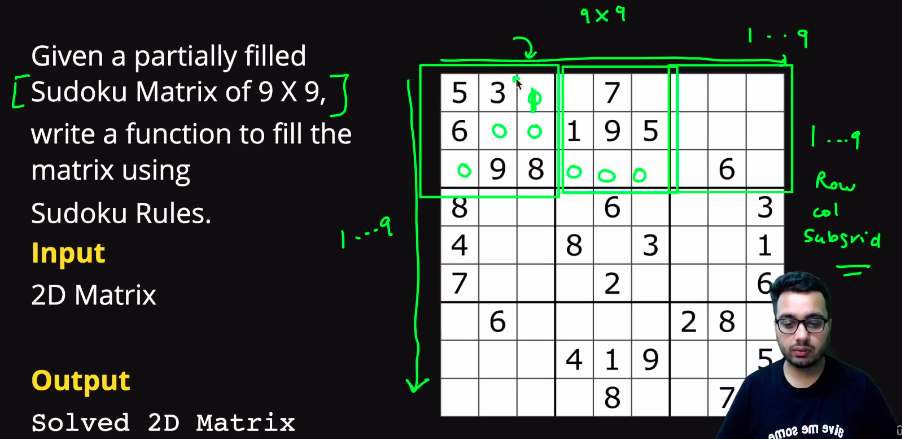 9 x 9
1 . . . 9
Given a partially filled
[Sudoku Matrix of 9 X 9,]
write a function to fill the
matrix using
Sudoku Rules.
Input
2D Matrix
Output
Solved 2D Matrix
1 ... 9
5 3 0 7
6 0 0 1 9 5
0 9 8 0 0 0 6
8 6 3
4 8 3 1
7 2 6
6 2 8
4 1 9 5
8 7
1 ... 9
Row
col
Subgrid
give me some